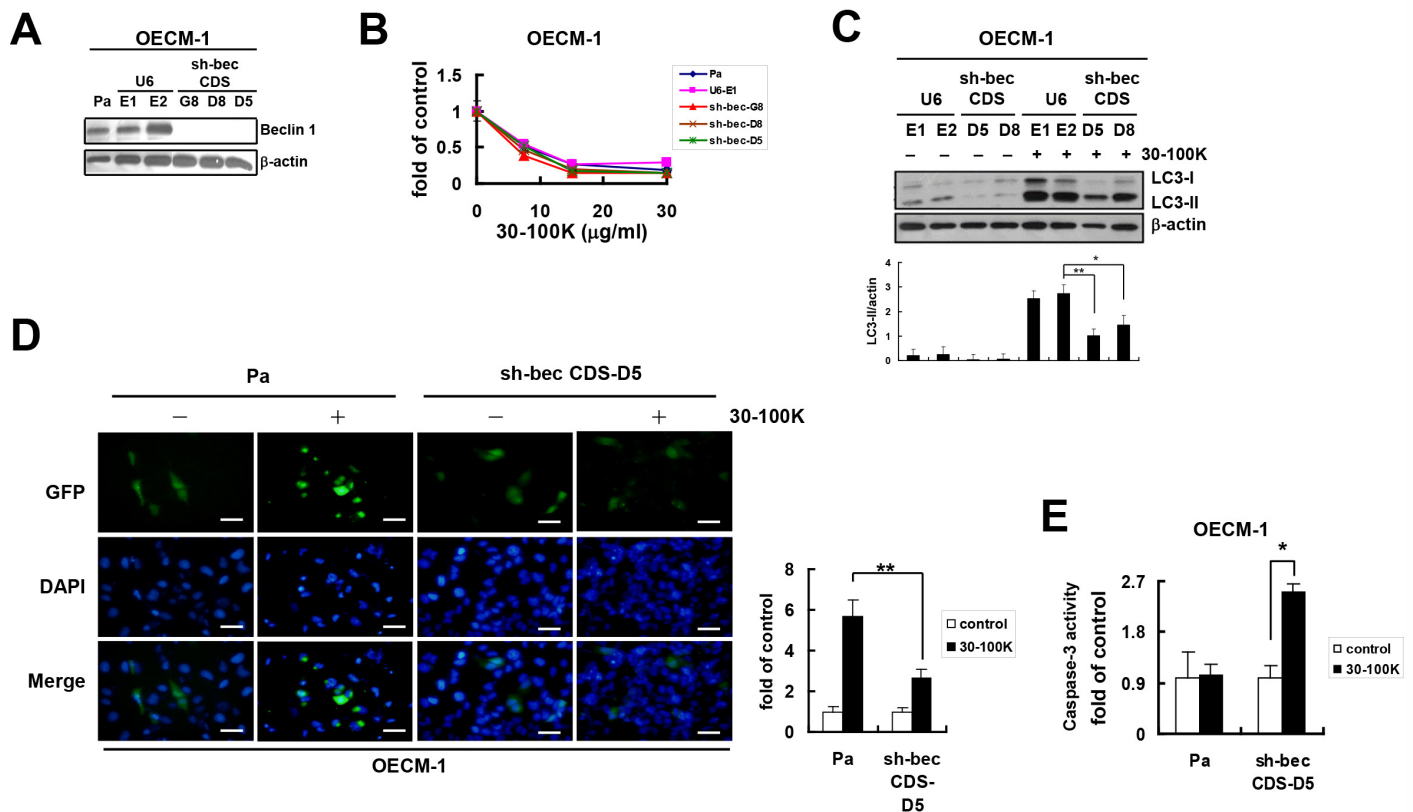 A
OECM-1
U6
sh-bec
CDS
Pa E1 E2 G8 D8 D5
Beclin 1
β-actin
B
OECM-1
fold of control
1.5
1
0.5
0
0 10 20 30
30-100K (μg/ml)
Pa
U6-E1
sh-bec-G8
sh-bec-D8
sh-bec-D5
C
OECM-1
U6
sh-bec
CDS
U6
sh-bec
CDS
E1 E2 D5 D8 E1 E2 D5 D8
– – – – + + + + 30-100K
LC3-I
LC3-II
β-actin
LC3-II/actin
4
3
2
1
0
*
**
D
Pa
sh-bec CDS-D5
– + – + 30-100K
GFP
DAPI
Merge
OECM-1
fold of control
8
6
4
2
0
**
control
30-100K
Pa
sh-bec
CDS-
D5
E
OECM-1
Caspase-3 activity
fold of control
2.7
1.8
0.9
0
*
control
30-100K
Pa
sh-bec
CDS-D5